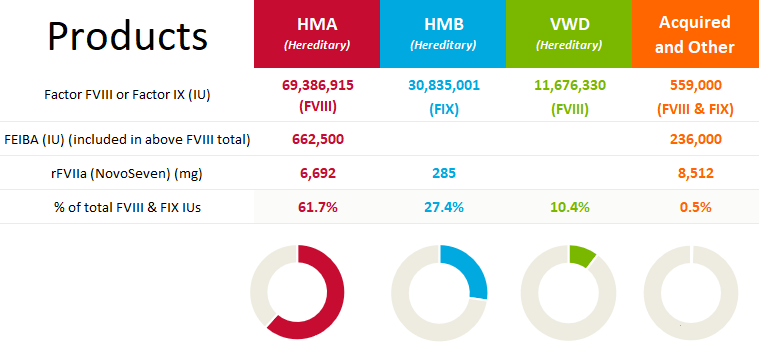 Products
HMA
(Hereditary)
HMB
(Hereditary)
VWD
(Hereditary)
Acquired
and Other
Factor FVIII or Factor IX (IU)
69,386,915
(FVIII)
30,835,001
(FIX)
11,676,330
(FVIII)
559,000
(FVIII & FIX)
FEIBA (IU) (included in above FVIII total)
662,500
236,000
rFVIIa (NovoSeven) (mg)
6,692
285
8,512
% of total FVIII & FIX IUs
61.7%
27.4%
10.4%
0.5%